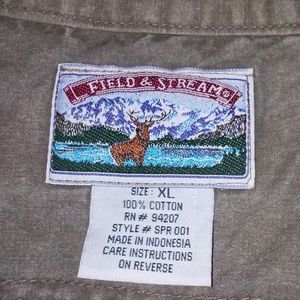 FIELD & STREAM®
SIZE: XL
100% COTTON
RN# 94207
STYLE # SPR 001
MADE IN INDONESIA
CARE INSTRUCTIONS
ON REVERSE